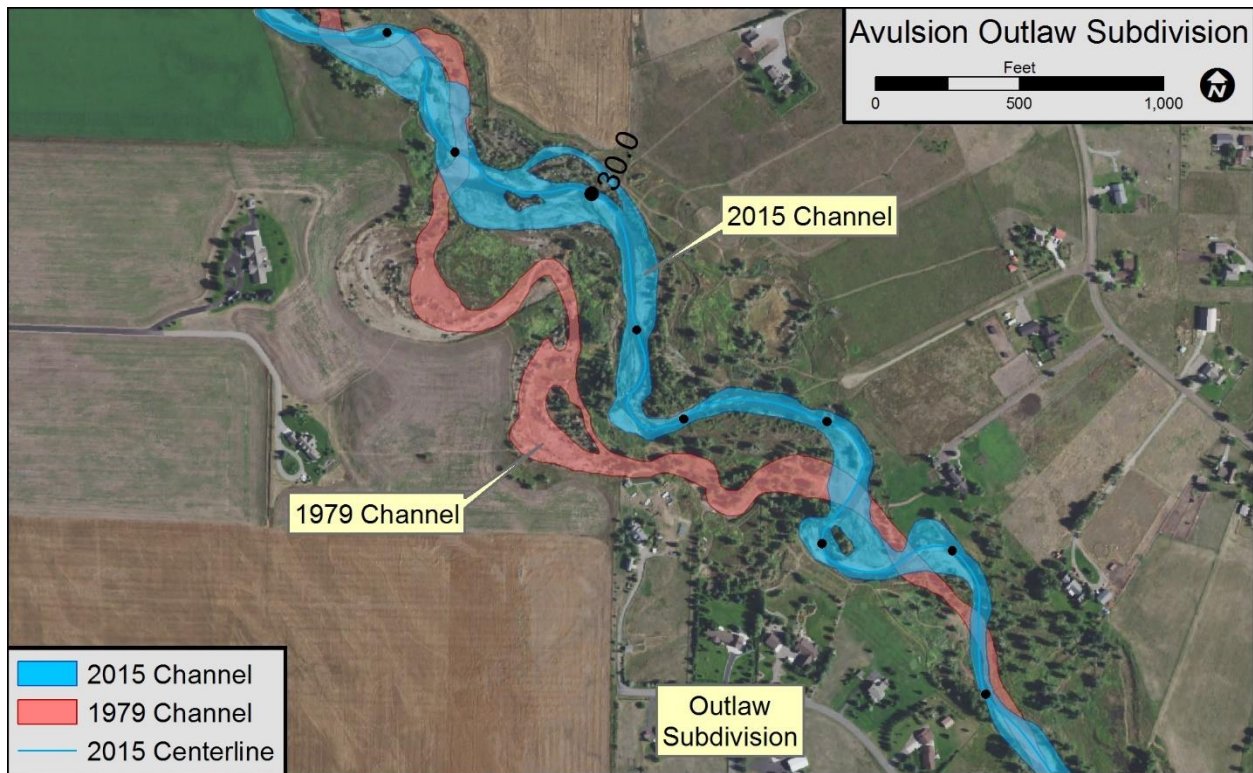 Avulsion Outlaw Subdivision
Feet
0 500 1,000
N
30.0
2015 Channel
1979 Channel
2015 Channel
1979 Channel
2015 Centerline
Outlaw
Subdivision